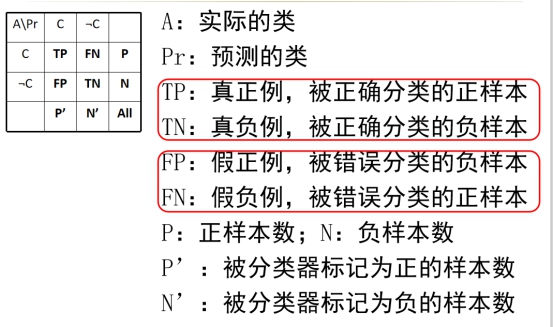 A\Pr C ¬C
C TP FN P
¬C FP TN N
P’ N’ All
A：实际的类
Pr：预测的类
TP：真正例，被正确分类的正样本
TN：真负例，被正确分类的负样本
FP：假正例，被错误分类的负样本
FN：假负例，被错误分类的正样本
P：正样本数；N：负样本数
P’：被分类器标记为正的样本数
N’：被分类器标记为负的样本数